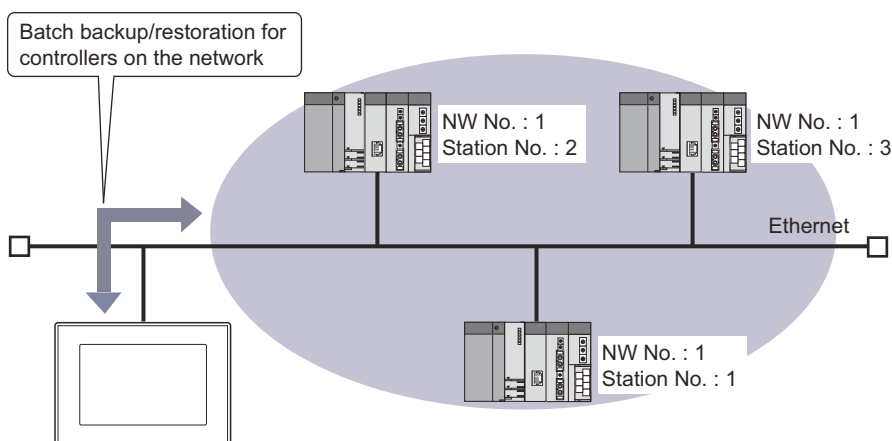 Batch backup/restoration for
controllers on the network
NW No. : 1
Station No. : 2
NW No. : 1
Station No. : 3
Ethernet
NW No. : 1
Station No. : 1